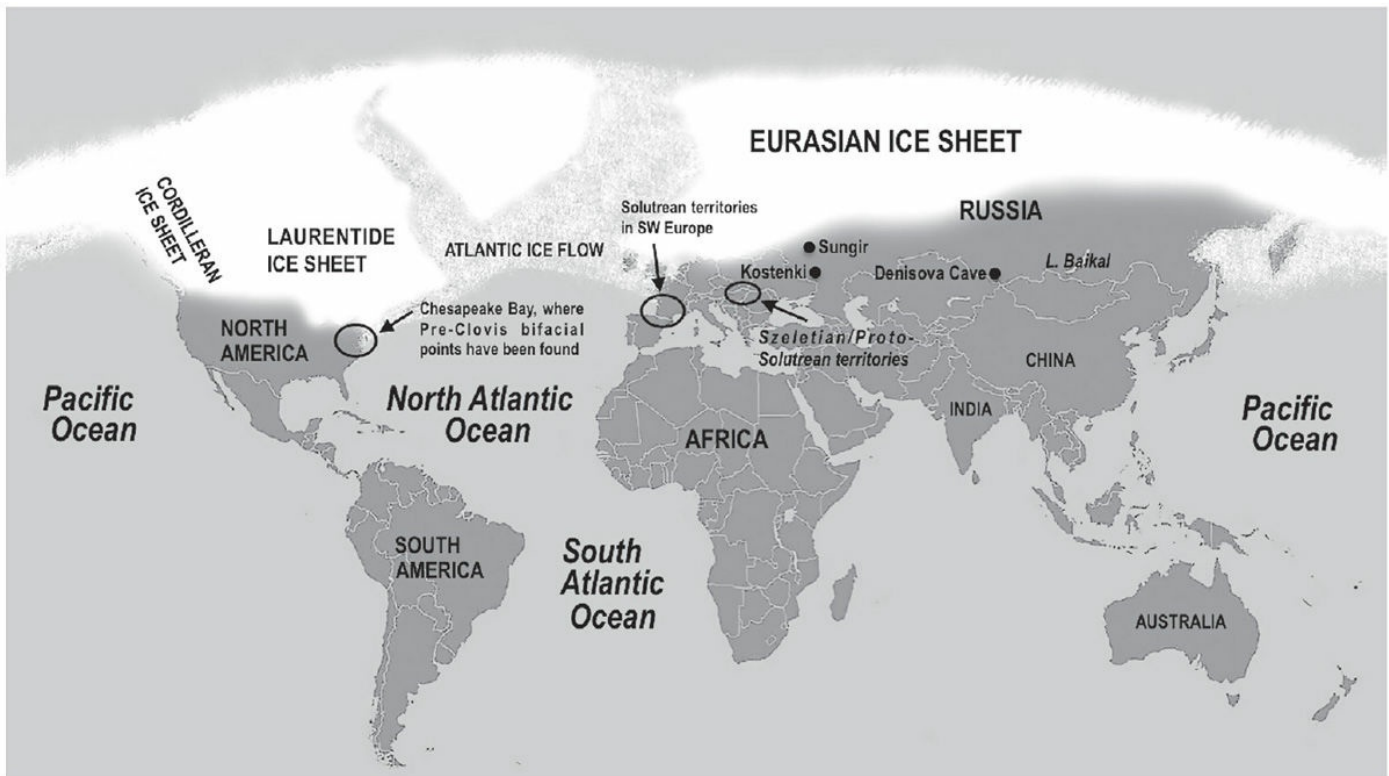 EURASIAN ICE SHEET
CORDILLERAN
ICE SHEET
LAURENTIDE
ICE SHEET
ATLANTIC ICE FLOW
Solutrean territories
in SW Europe
RUSSIA
Sungir
Kostenki
Denisova Cave
L. Baikal
Chesapeake Bay, where
Pre-Clovis bifacial
points have been found
NORTH
AMERICA
Szeletian/Proto-
Solutrean territories
CHINA
INDIA
Pacific
Ocean
North Atlantic
Ocean
AFRICA
Pacific
Ocean
SOUTH
AMERICA
South
Atlantic
Ocean
AUSTRALIA